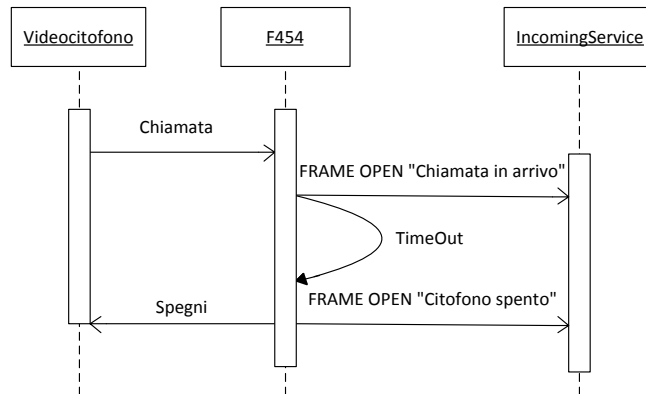 Videocitofono
F454
IncomingService
Chiamata
FRAME OPEN "Chiamata in arrivo"
TimeOut
Spegni
FRAME OPEN "Citofono spento"